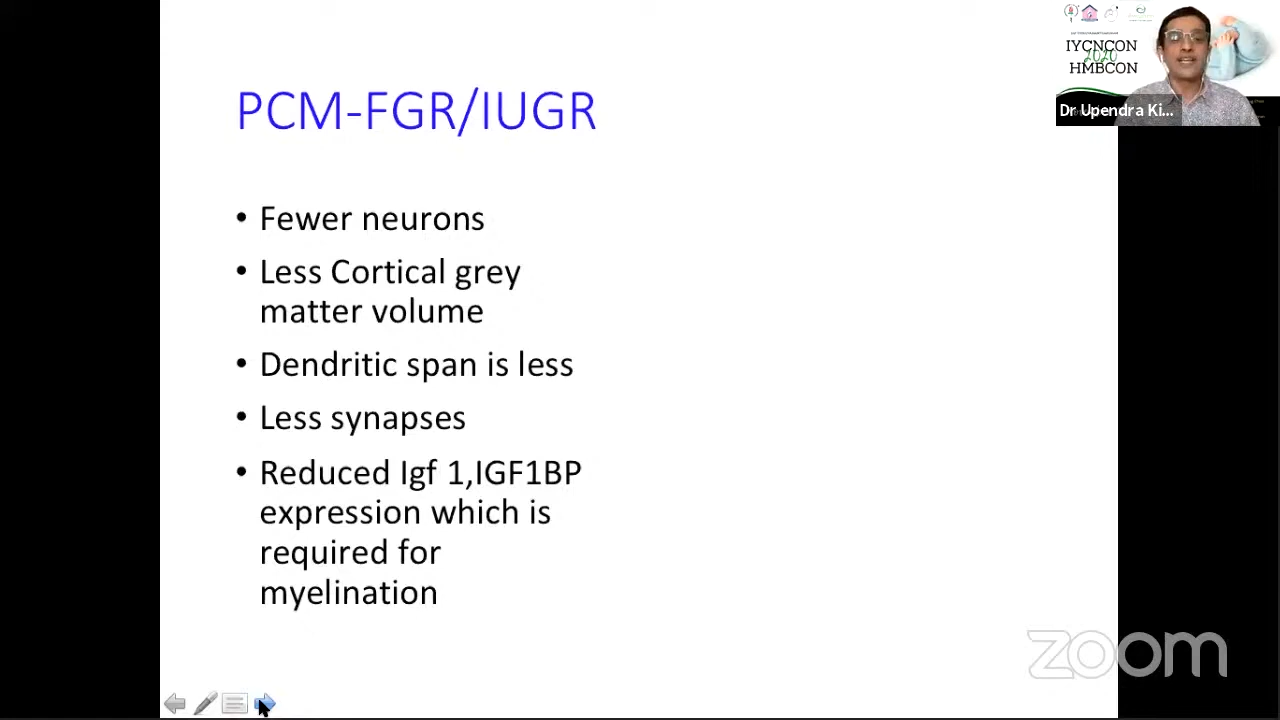 PCM-FGR/IUGR
• Fewer neurons
• Less Cortical grey
matter volume
• Dendritic span is less
• Less synapses
• Reduced Igf 1,IGF1BP
expression which is
required for
myelination
IYCNCON
2020
HMBCON
Dr Upendra Ki...
zoom